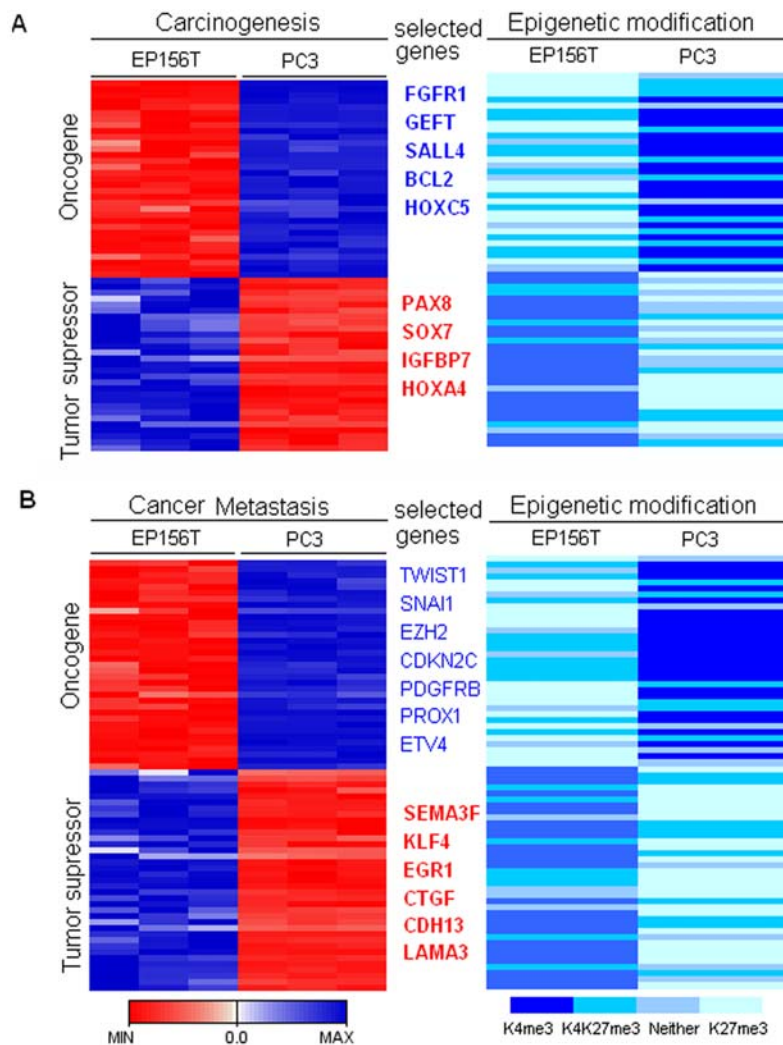 A
Carcinogenesis
selected
genes
Epigenetic modification
EP156T
PC3
EP156T
PC3
Oncogene
Tumor supressor
FGFR1
GEFT
SALL4
BCL2
HOXC5
PAX8
SOX7
IGFBP7
HOXA4
B
Cancer Metastasis
selected
genes
Epigenetic modification
EP156T
PC3
EP156T
PC3
Oncogene
Tumor supressor
TWIST1
SNAI1
EZH2
CDKN2C
PDGFRB
PROX1
ETV4
SEMA3F
KLF4
EGR1
CTGF
CDH13
LAMA3
MIN 0.0 MAX
K4me3 K4K27me3 Neither K27me3